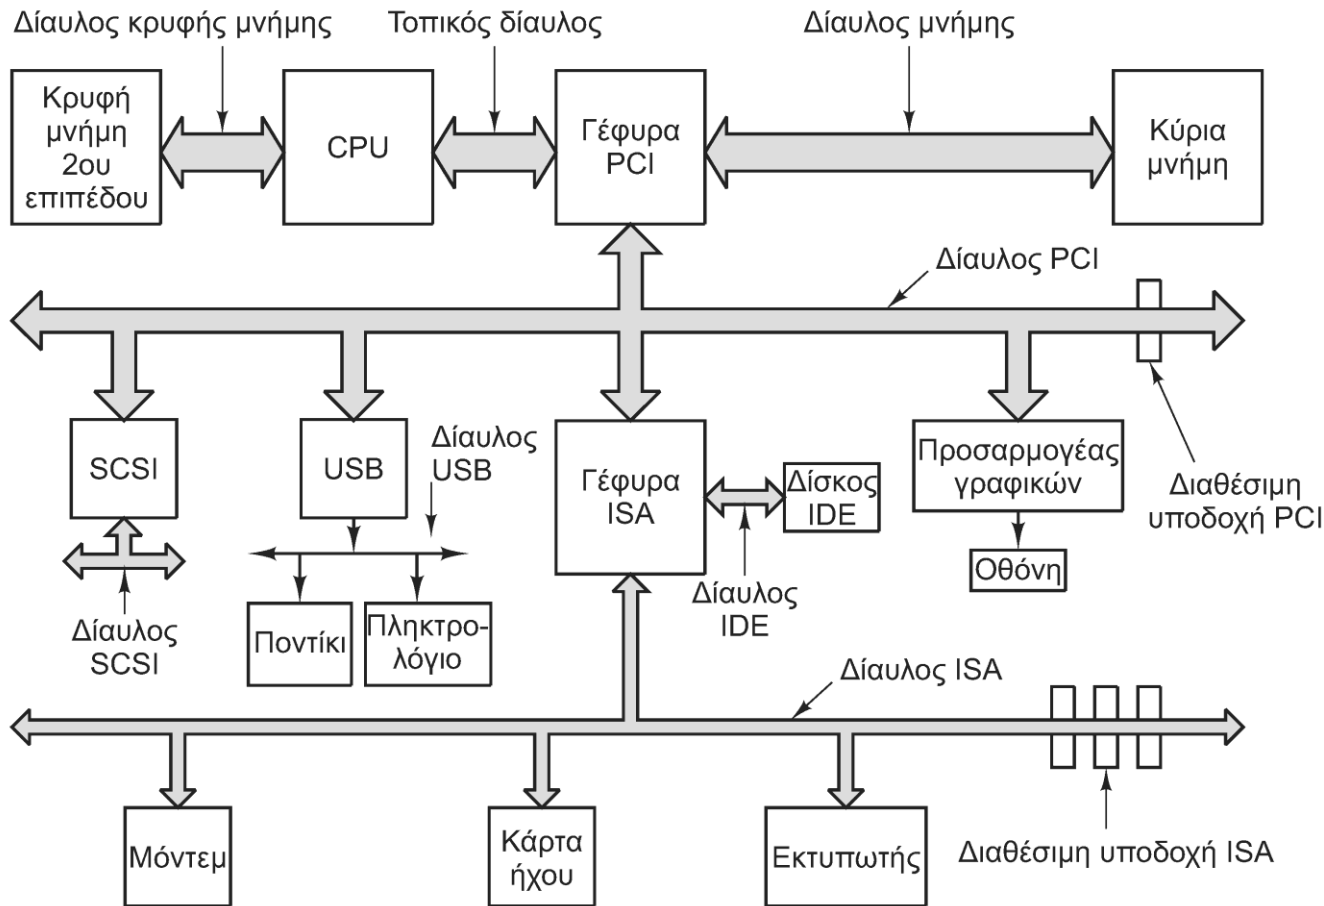 Δίαυλος κρυφής μνήμης
Τοπικός δίαυλος
Δίαυλος μνήμης
Κρυφή
μνήμη
2ου
επιπέδου
CPU
Γέφυρα
PCI
Κύρια
μνήμη
Δίαυλος PCI
SCSI
USB
Δίαυλος
USB
Γέφυρα
ISA
Δίσκος
IDE
Προσαρμογέας
γραφικών
Διαθέσιμη
υποδοχή PCI
Οθόνη
Δίαυλος
IDE
Δίαυλος
SCSI
Ποντίκι
Πληκτρο-
λόγιο
Δίαυλος ISA
Μόντεμ
Κάρτα
ήχου
Εκτυπωτής
Διαθέσιμη υποδοχή ISA